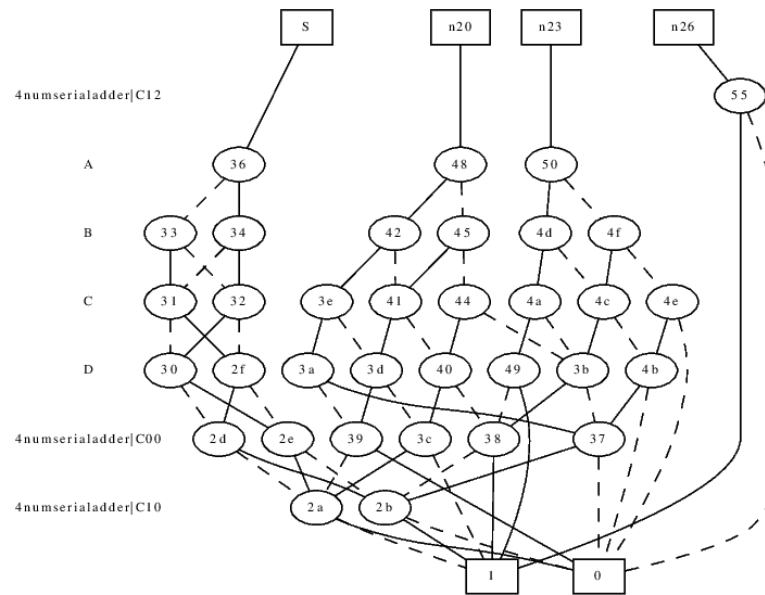 S n20 n23 n26
4numserialadder|C12 55
A 36 48 50
B 33 34 42 45 4d 4f
C 31 32 3e 41 44 4a 4c 4e
D 30 2f 3a 3d 40 49 3b 4b
4numserialadder|C00 2d 2e 39 3c 38 37
4numserialadder|C10 2a 2b
1 0